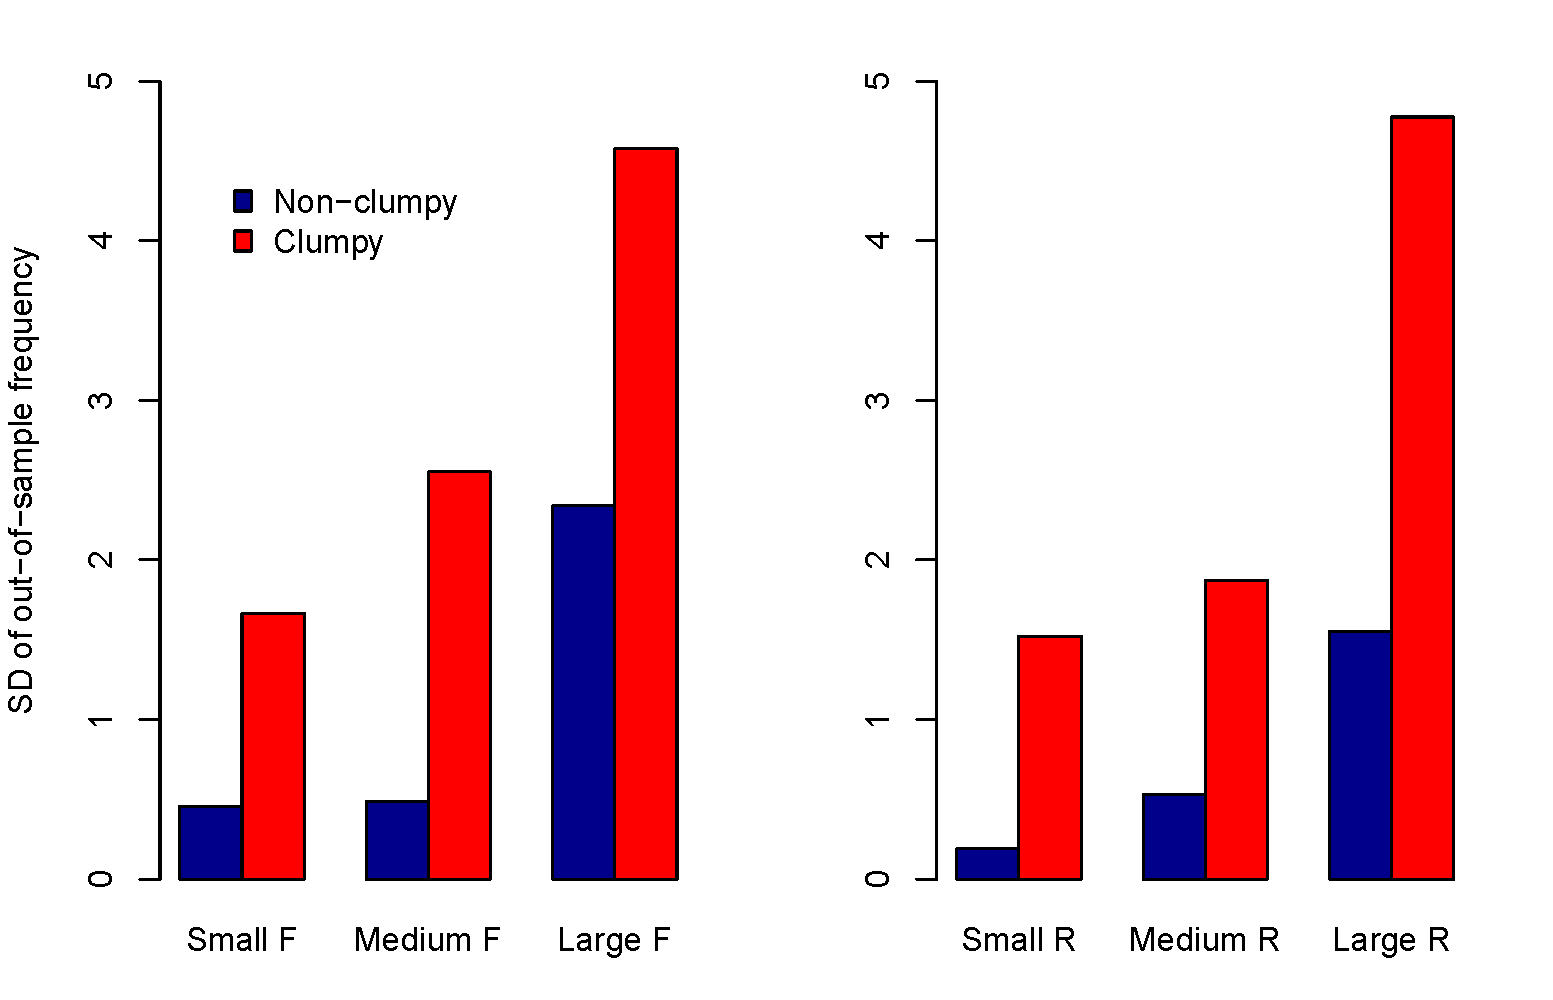 SD of out−of−sample frequency
5
4
3
2
1
0
Non−clumpy
Clumpy
Small F Medium F Large F
5
4
3
2
1
0
Small R Medium R Large R